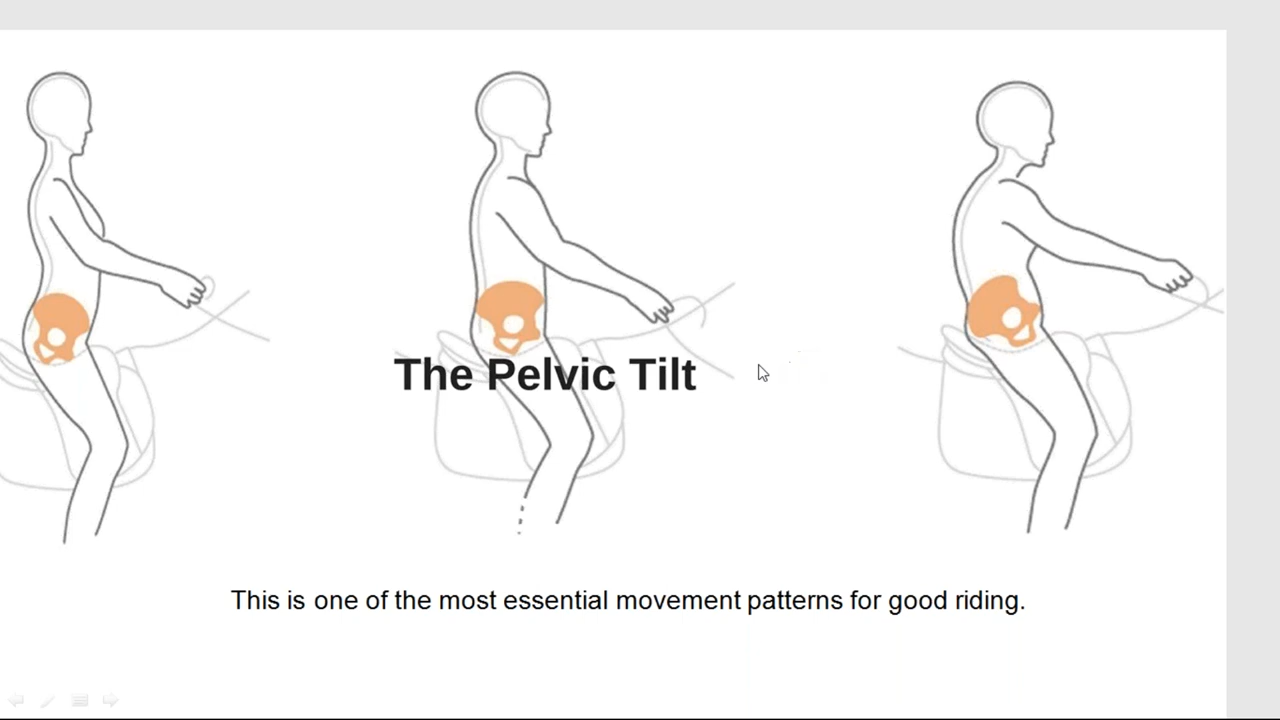 The Pelvic Tilt
This is one of the most essential movement patterns for good riding.